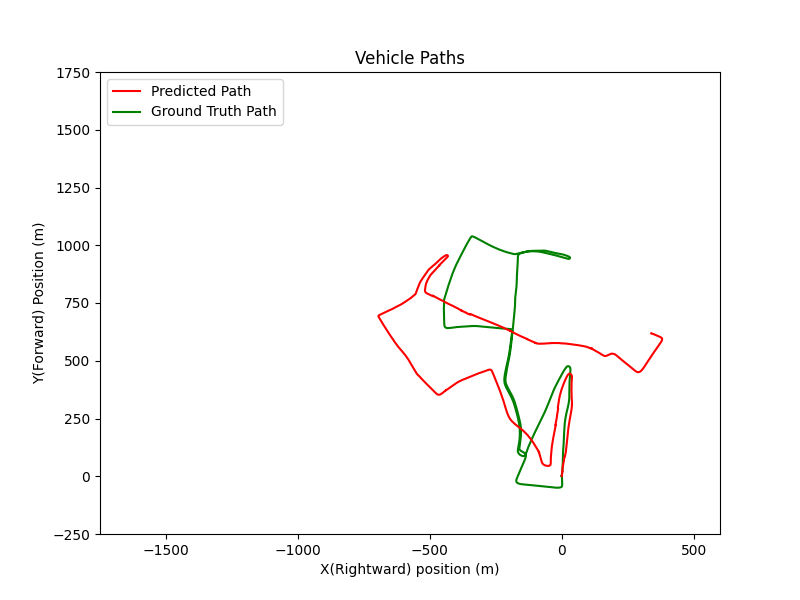 Vehicle Paths
Predicted Path
Ground Truth Path
1750
1500
1250
1000
750
500
250
0
−250
Y(Forward) Position (m)
−1500 −1000 −500 0 500
X(Rightward) position (m)